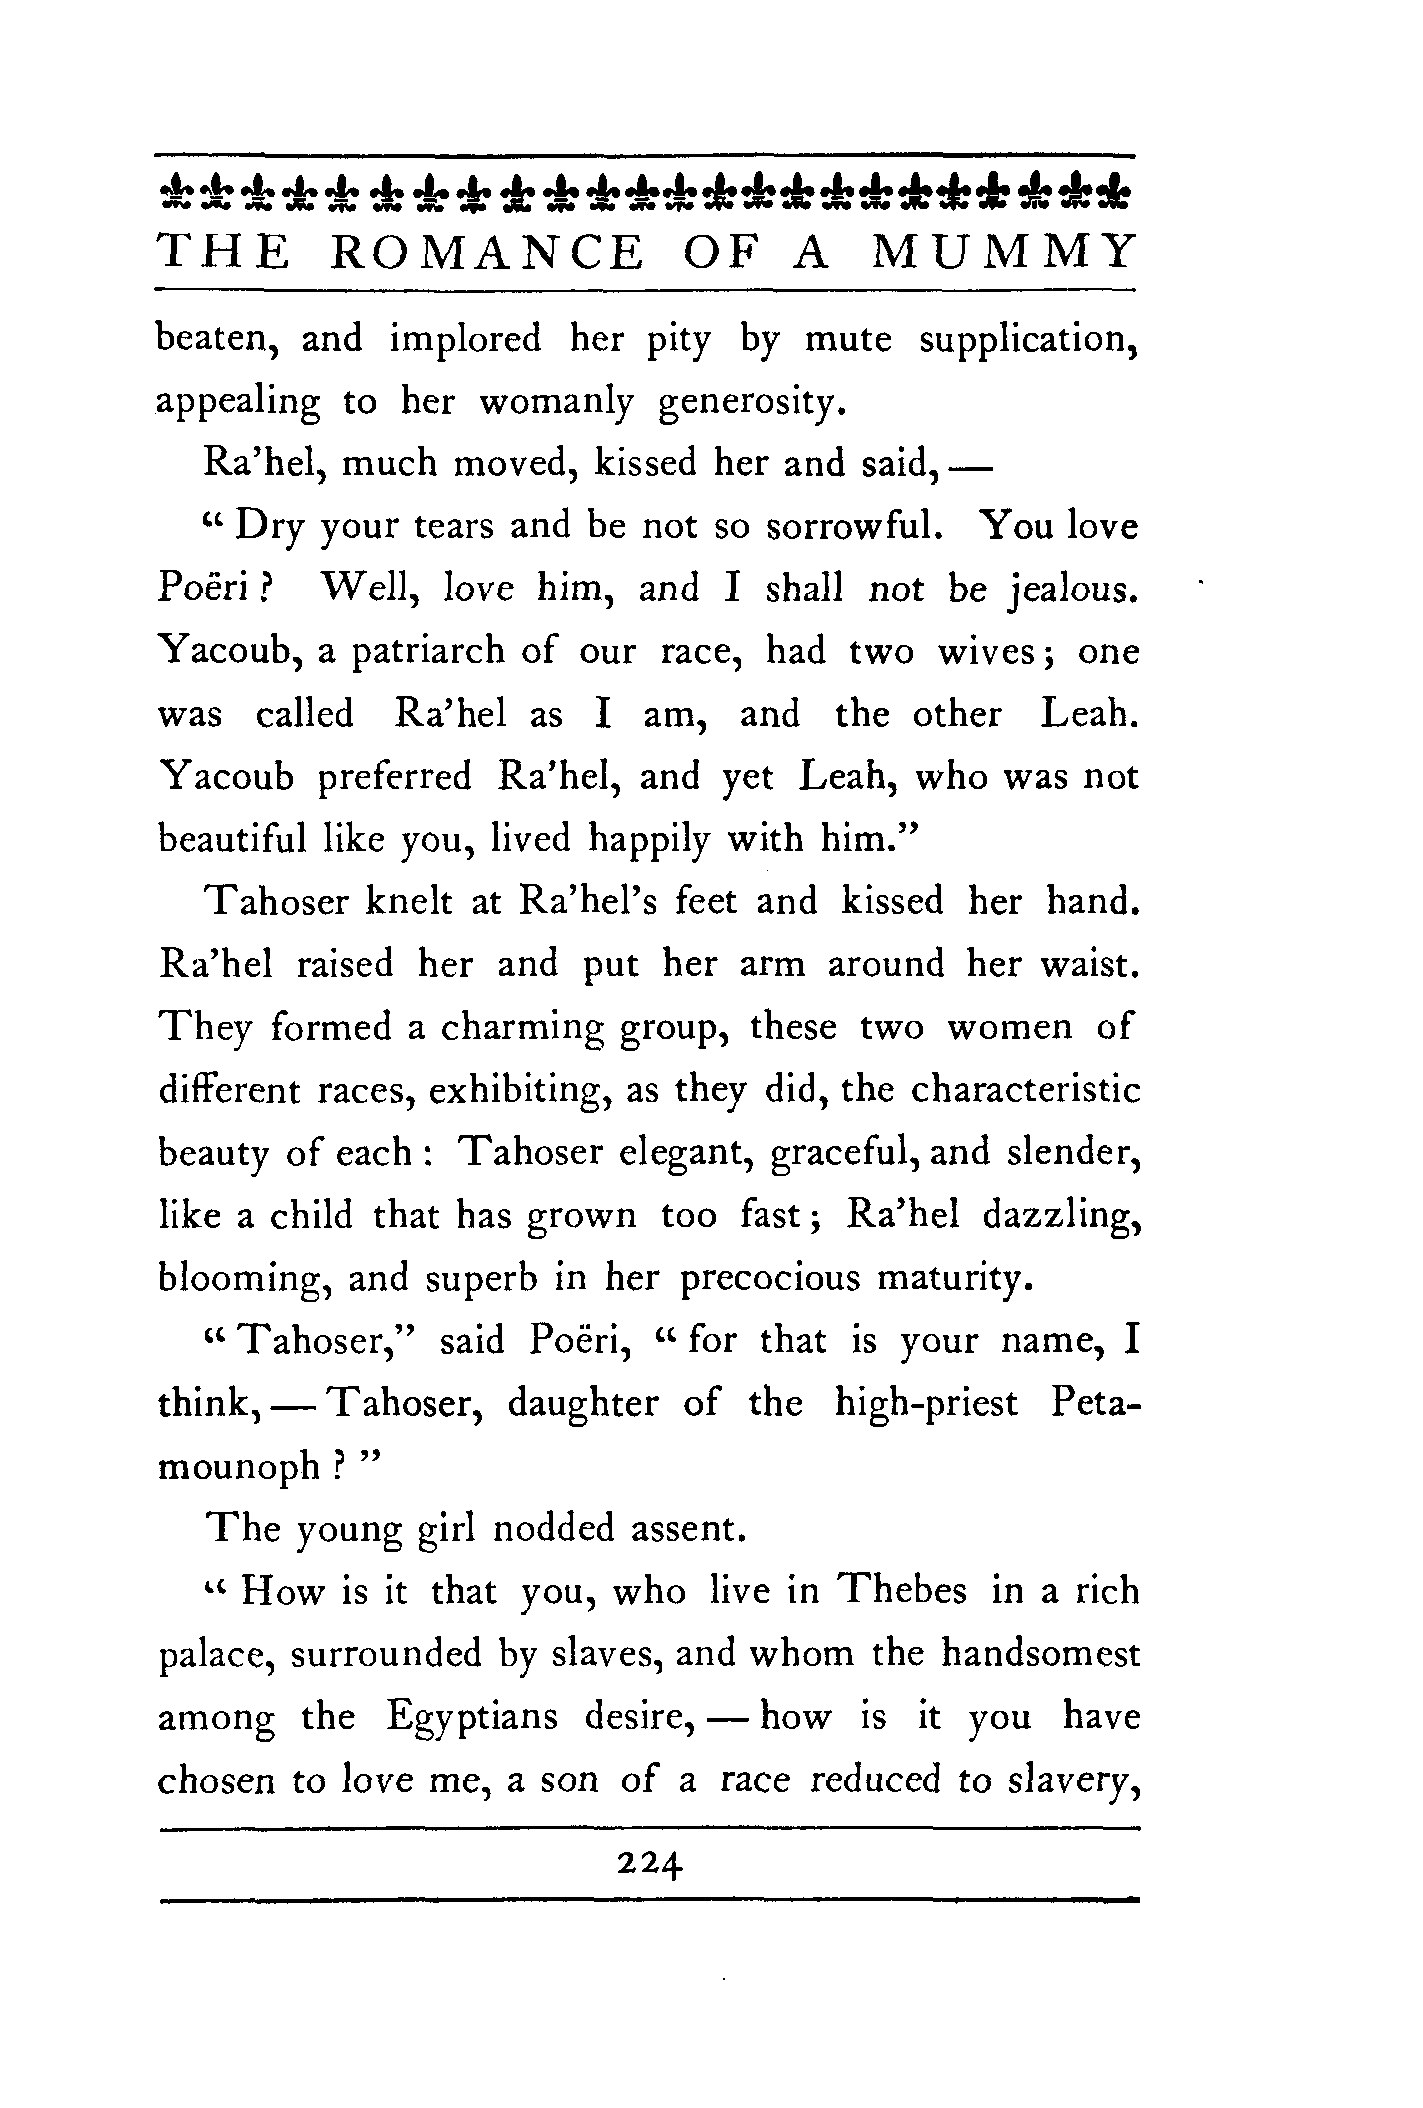 THE ROMANCE OF A MUMMY
beaten, and implored her pity by mute supplication,
appealing to her womanly generosity.
Ra'hel, much moved, kissed her and said,—
"Dry your tears and be not so sorrowful. You love
Poëri? Well, love him, and I shall not be jealous.
Yacoub, a patriarch of our race, had two wives; one
was called Ra'hel as I am, and the other Leah.
Yacoub preferred Ra'hel, and yet Leah, who was not
beautiful like you, lived happily with him."
Tahoser knelt at Ra'hel's feet and kissed her hand.
Ra'hel raised her and put her arm around her waist.
They formed a charming group, these two women of
different races, exhibiting, as they did, the characteristic
beauty of each: Tahoser elegant, graceful, and slender,
like a child that has grown too fast; Ra'hel dazzling,
blooming, and superb in her precocious maturity.
"Tahoser," said Poëri, "for that is your name, I
think,—Tahoser, daughter of the high-priest Peta-
mounoph?"
The young girl nodded assent.
"How is it that you, who live in Thebes in a rich
palace, surrounded by slaves, and whom the handsomest
among the Egyptians desire,—how is it you have
chosen to love me, a son of a race reduced to slavery,
224